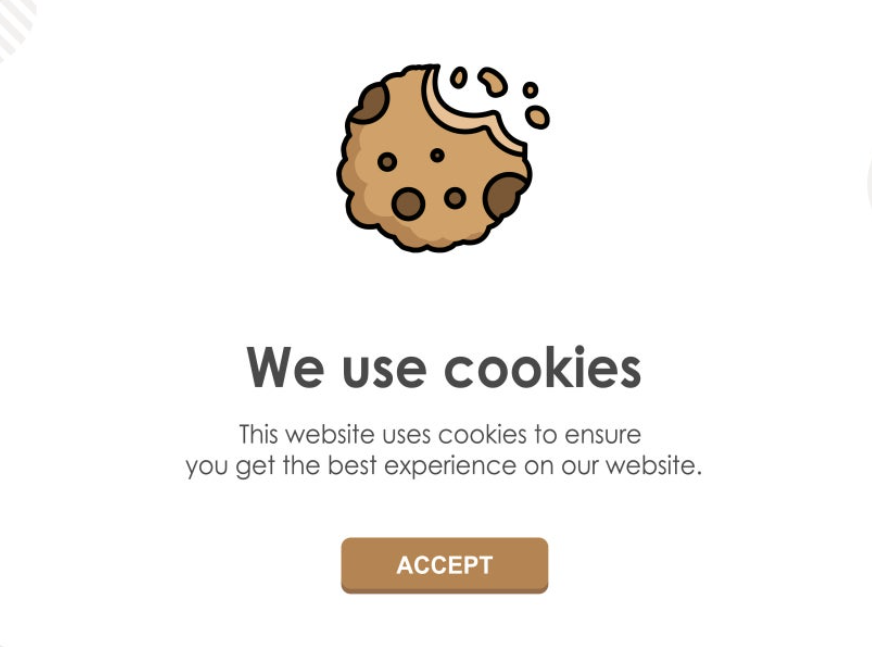 We use cookies
This website uses cookies to ensure
you get the best experience on our website.
ACCEPT